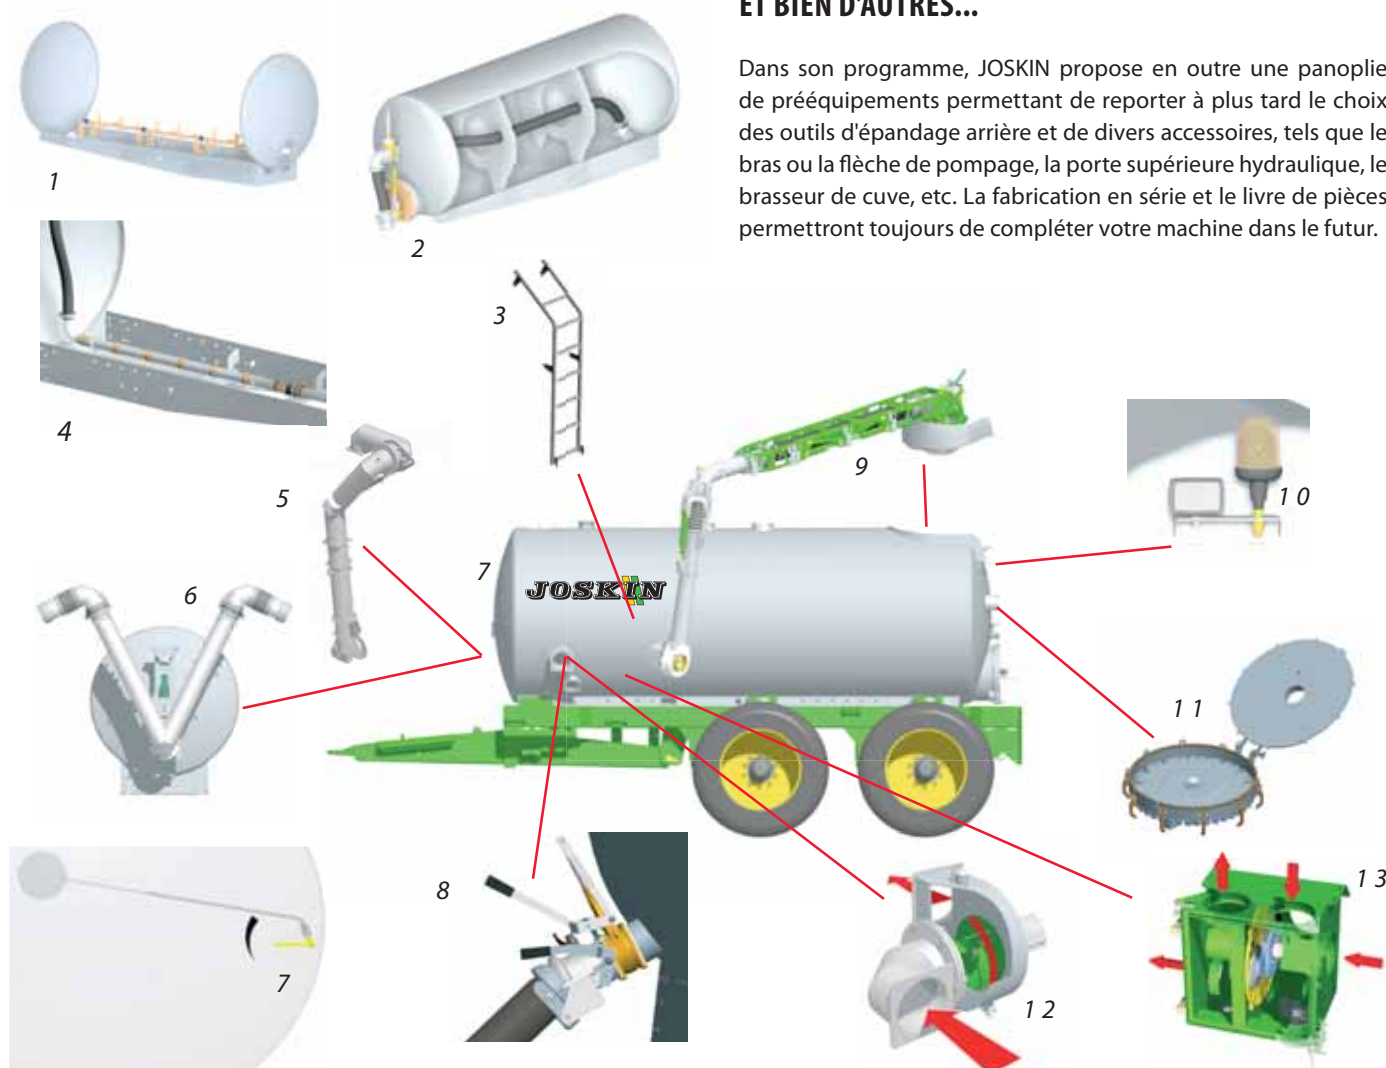 ET BIEN D'AUTRES...
Dans son programme, JOSKIN propose en outre une panoplie
de prééquipements permettant de reporter à plus tard le choix
des outils d'épandage arrière et de divers accessoires, tels que le
bras ou la flèche de pompage, la porte supérieure hydraulique, le
brasseur de cuve, etc. La fabrication en série et le livre de pièces
permettront toujours de compléter votre machine dans le futur.
1
2
3
4
5
6
7
JOSKIN
9
10
11
7
8
12
13